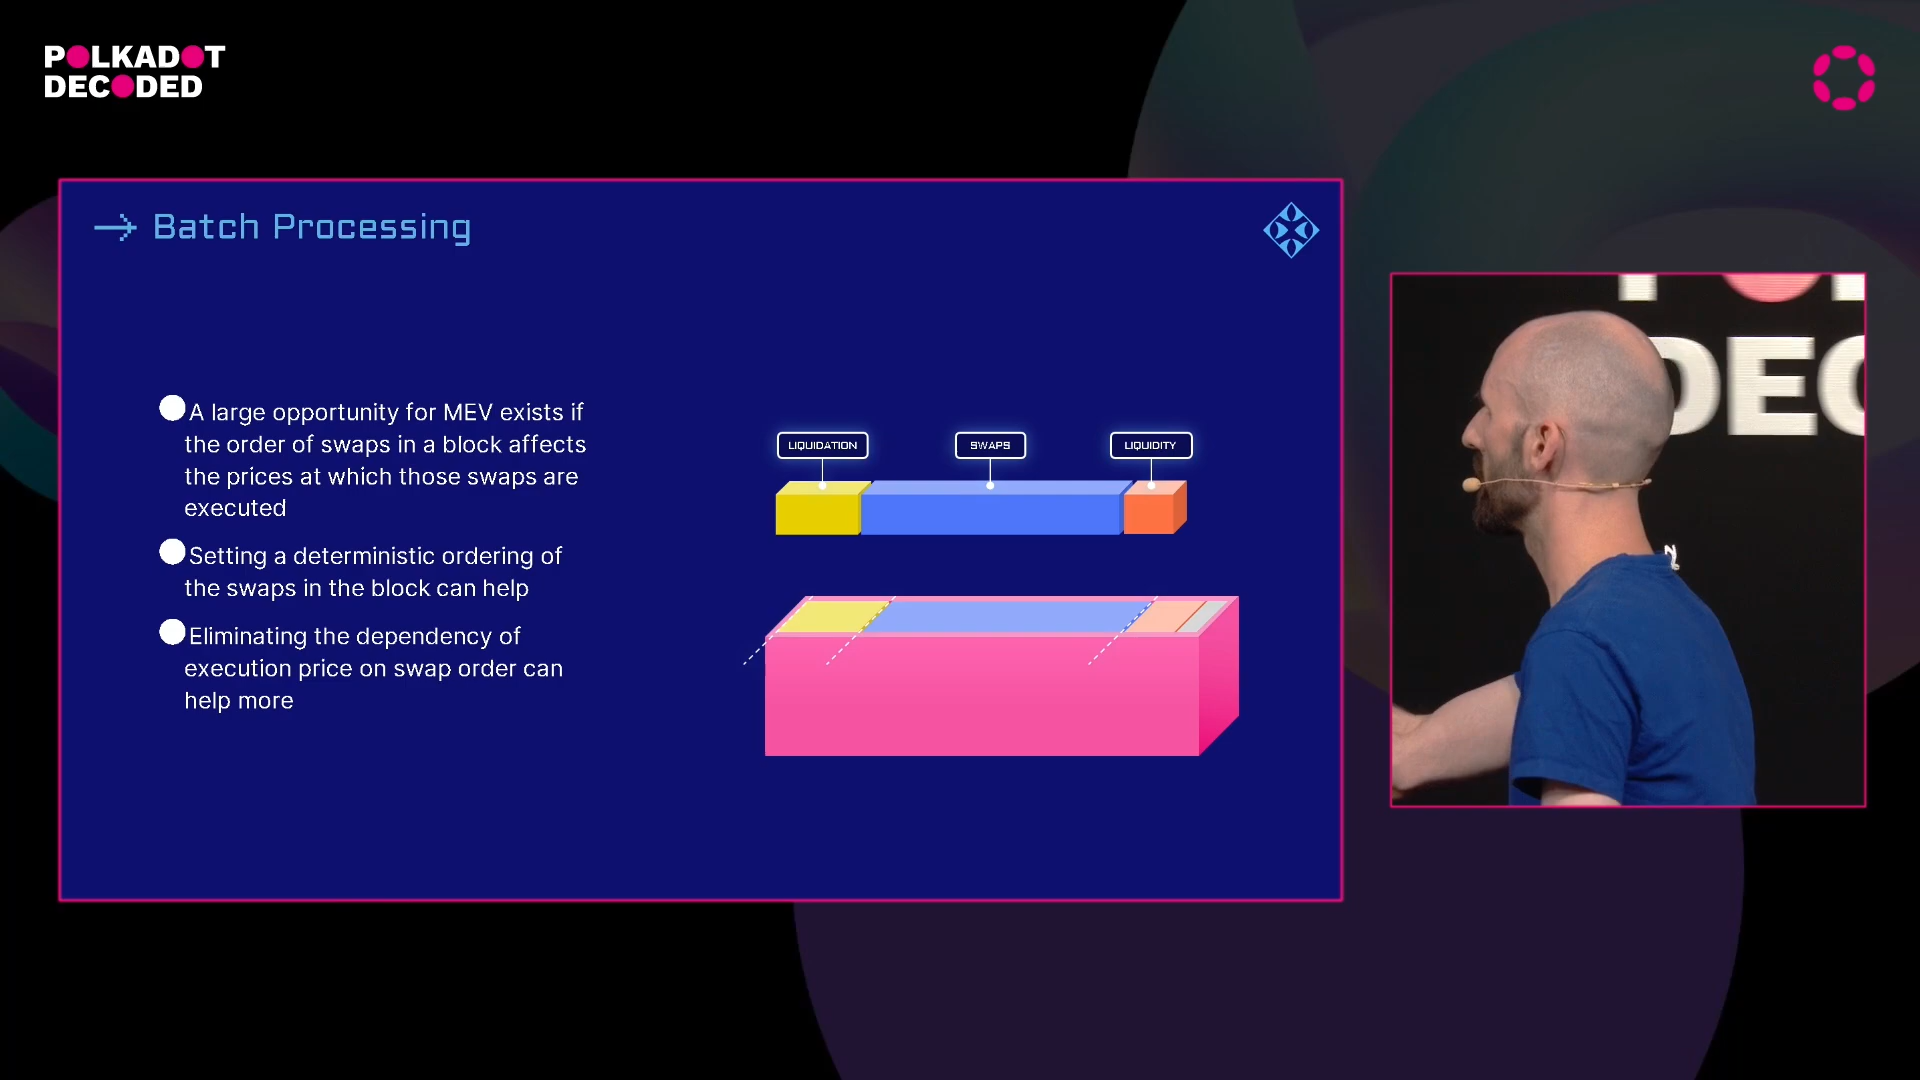 POLKADOT
DECODED
Batch Processing
A large opportunity for MEV exists if
the order of swaps in a block affects
the prices at which those swaps are
executed
Setting a deterministic ordering of
the swaps in the block can help
Eliminating the dependency of
execution price on swap order can
help more
LIQUIDATION
SWAPS
LIQUIDITY
DEC